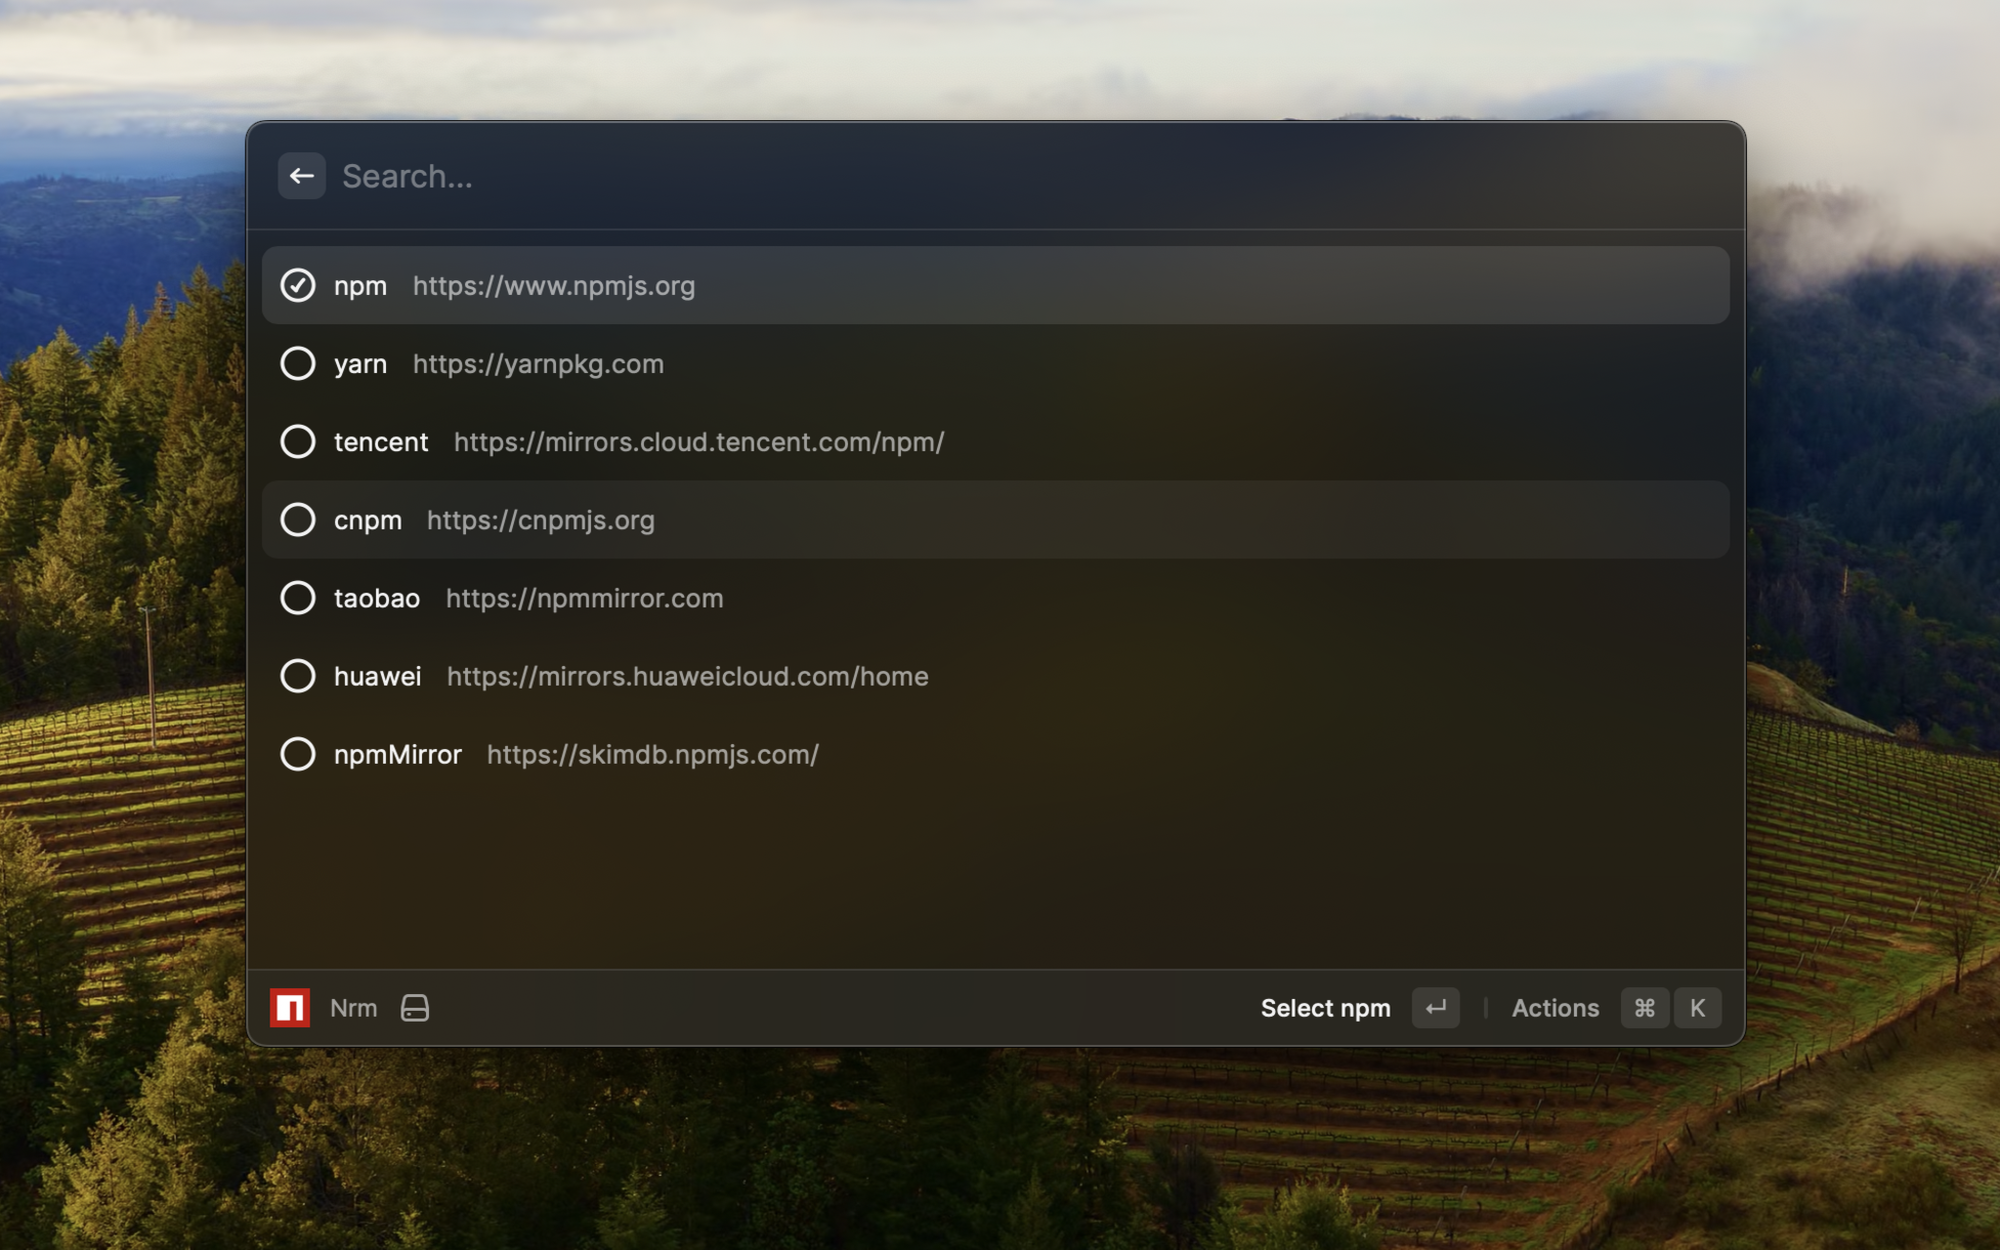 Search...
npm https://www.npmjs.org
yarn https://yarnpkg.com
tencent https://mirrors.cloud.tencent.com/npm/
cnpm https://cnpmjs.org
taobao https://npmmirror.com
huawei https://mirrors.huaweicloud.com/home
npmMirror https://skimdb.npmjs.com/
Nrm Select npm ↵ Actions ⌘ K